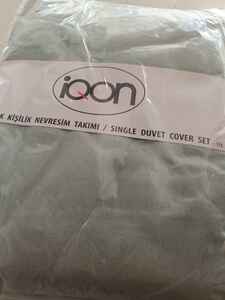 iQon
K KİŞİLİK NEVRESİM TAKIMI / SINGLE DUVET COVER SET